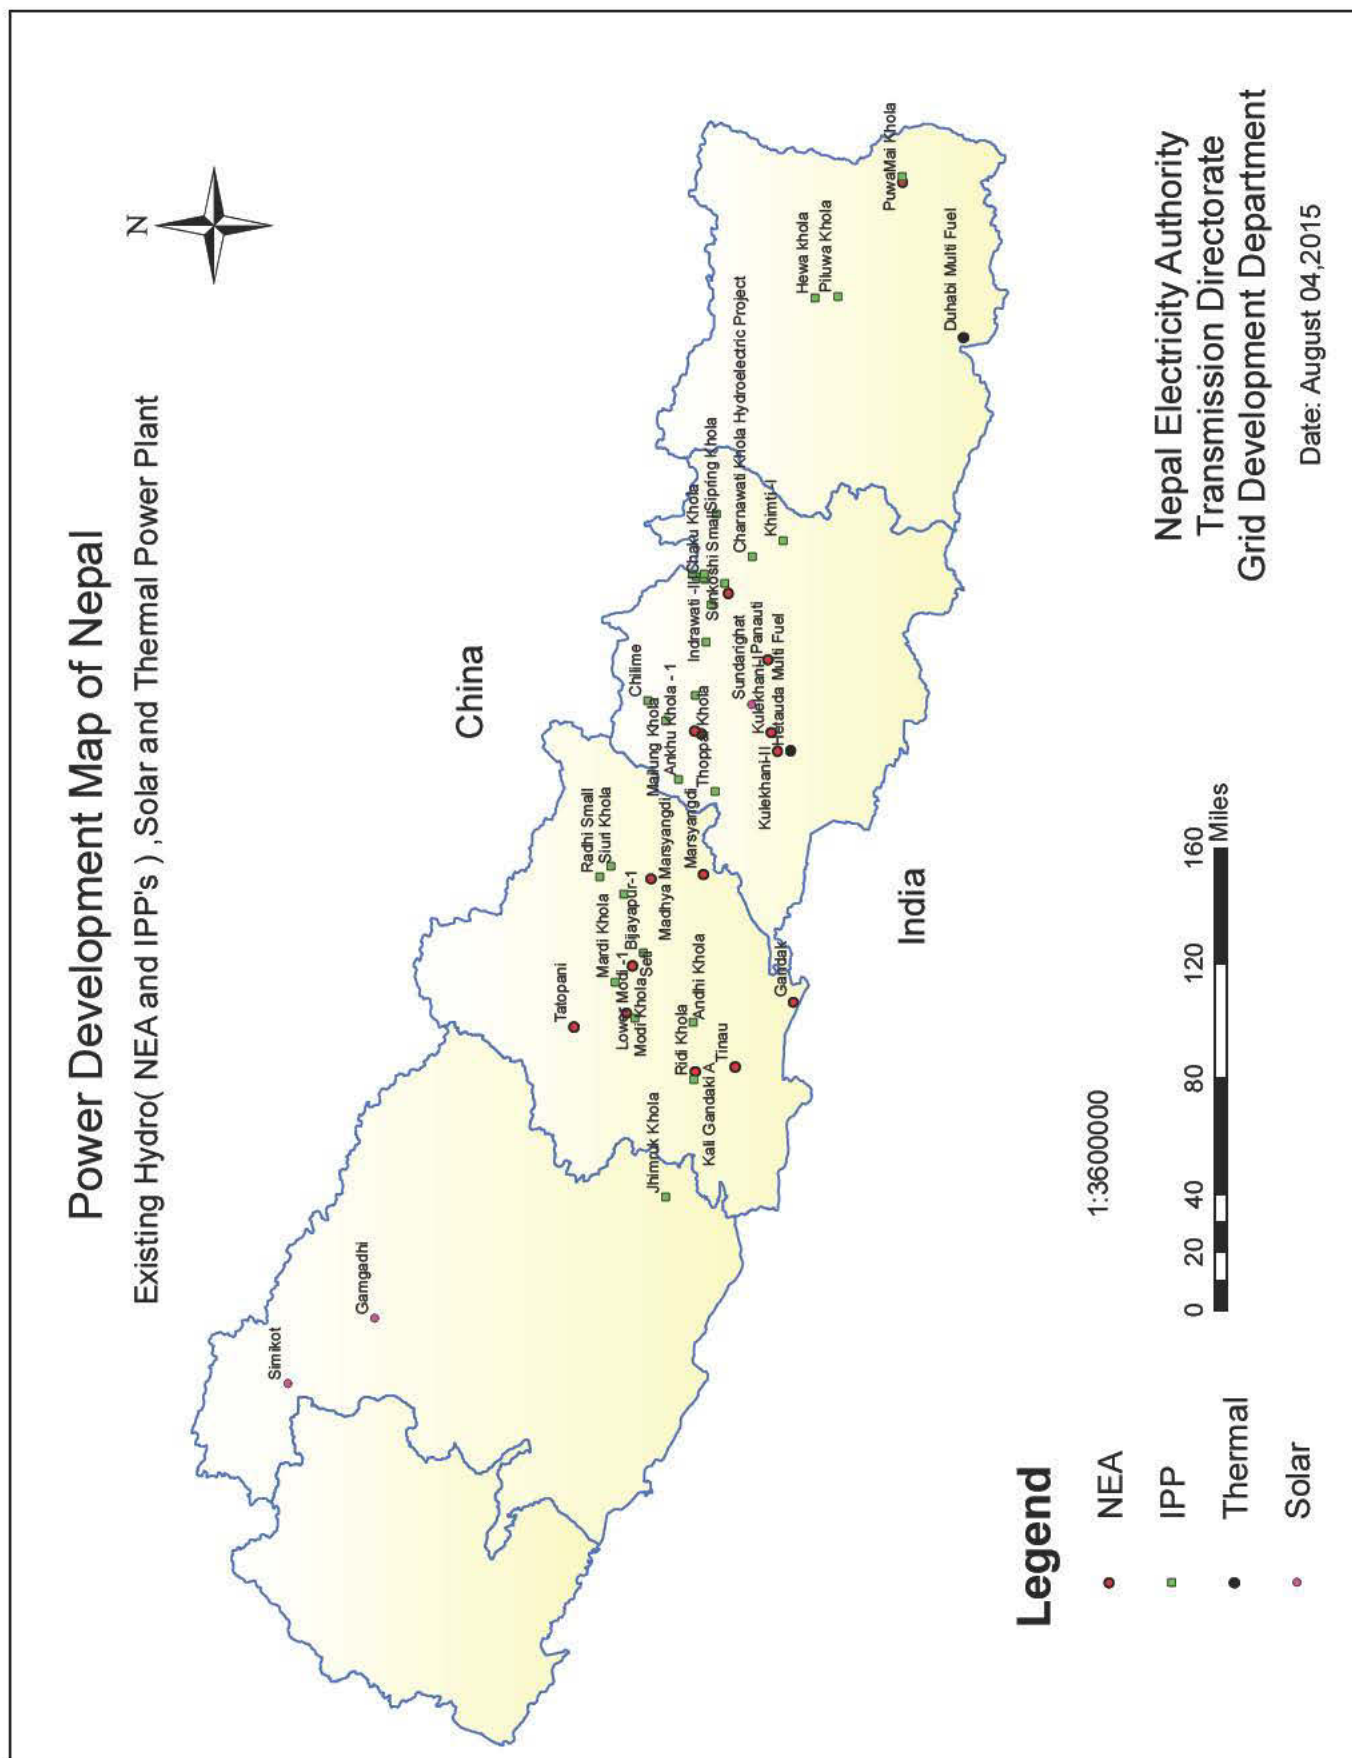 Power Development Map of Nepal
Existing Hydro( NEA and IPP's ) ,Solar and Thermal Power Plant
N
China
India
Simikot
Gamgadhi
Jhimruk Khola
Tatopani
Mardi Khola
Radhi Small
Siuri Khola
Bijayapur-1
Lower Modi -1
Modi Khola
Seti
Madhya Marsyangdi
Marsyangdi
Ridi Khola
Andhi Khola
Kali Gandaki A
Tinau
Gandak
Chilime
Mailung Khola
Ankhu Khola - 1
Thoppal Khola
Indrawati -III
Chaku Khola
Sunkoshi Small
Sipring Khola
Charnawati Khola Hydroelectric Project
Khimti-I
Sundarighat
Kulekhani-I
Panauti
Hetauda Multi Fuel
Kulekhani-II
Hewa khola
Piluwa Khola
Puwa
Mai Khola
Duhabi Multi Fuel
Legend
NEA
IPP
Thermal
Solar
1:3600000
0 20 40 80 120 160
Miles
Nepal Electricity Authority
Transmission Directorate
Grid Development Department
Date: August 04,2015